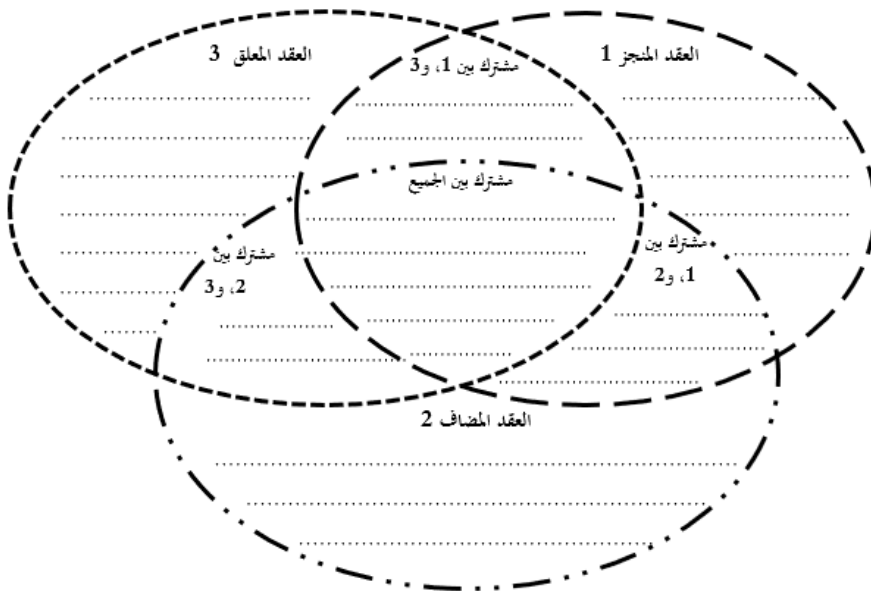 العقد المنجز 1
مشترك بين 1، و3
العقد المعلق 3
مشترك بين الجميع
مشترك بين
1، و2
مشترك بين
2، و3
العقد المضاف 2